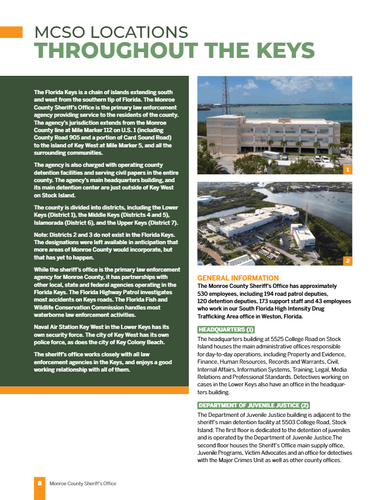 MCSO LOCATIONS
THROUGHOUT THE KEYS
The Florida Keys is a chain of islands extending south
and west from the southern tip of Florida. The Monroe
County Sheriff's Office is the primary law enforcement
agency providing service to the residents of the county.
The agency's jurisdiction extends from the Monroe
County line at Mile Marker 112 on U.S. 1 (including
County Road 905 and a portion of Card Sound Road)
to the island of Key West at Mile Marker 5, and all the
surrounding communities.
The agency is also charged with operating county
detention facilities and serving civil papers in the entire
county. The agency's main headquarters building, and
its main detention center are just outside of Key West
on Stock Island.
The county is divided into districts, including the Lower
Keys (District 1), the Middle Keys (Districts 4 and 5),
Islamorada (District 6), and the Upper Keys (District 7).
Note: Districts 2 and 3 do not exist in the Florida Keys.
The designations were left available in anticipation that
more areas of Monroe County would incorporate, but
that has yet to happen.
While the sheriff's office is the primary law enforcement
agency for Monroe County, it has partnerships with
other local, state and federal agencies operating in the
Florida Keys. The Florida Highway Patrol investigates
most accidents on Keys roads. The Florida Fish and
Wildlife Conservation Commission handles most
waterborne law enforcement activities.
Naval Air Station Key West in the Lower Keys has its
own security force. The city of Key West has its own
police force, as does the city of Key Colony Beach.
The sheriff's office works closely with all law
enforcement agencies in the Keys, and enjoys a good
working relationship with all of them.
1
2
GENERAL INFORMATION
The Monroe County Sheriff's Office has approximately
530 employees, including 194 road patrol deputies,
120 detention deputies, 173 support staff and 43 employees
who work in our South Florida High Intensity Drug
Trafficking Area office in Weston, Florida.
HEADQUARTERS (1)
The headquarters building at 5525 College Road on Stock
Island houses the main administrative offices responsible
for day-to-day operations, including Property and Evidence,
Finance, Human Resources, Records and Warrants, Civil,
Internal Affairs, Information Systems, Training, Legal, Media
Relations and Professional Standards. Detectives working on
cases in the Lower Keys also have an office in the headquar-
ters building.
DEPARTMENT OF JUVENILE JUSTICE (2)
The Department of Juvenile Justice building is adjacent to the
sheriff's main detention facility at 5503 College Road, Stock
Island. The first floor is dedicated to the detention of juveniles
and is operated by the Department of Juvenile Justice.The
second floor houses the Sheriff's Office main supply office,
Juvenile Programs, Victim Advocates and an office for detectives
with the Major Crimes Unit as well as other county offices.
8 Monroe County Sheriff's Office